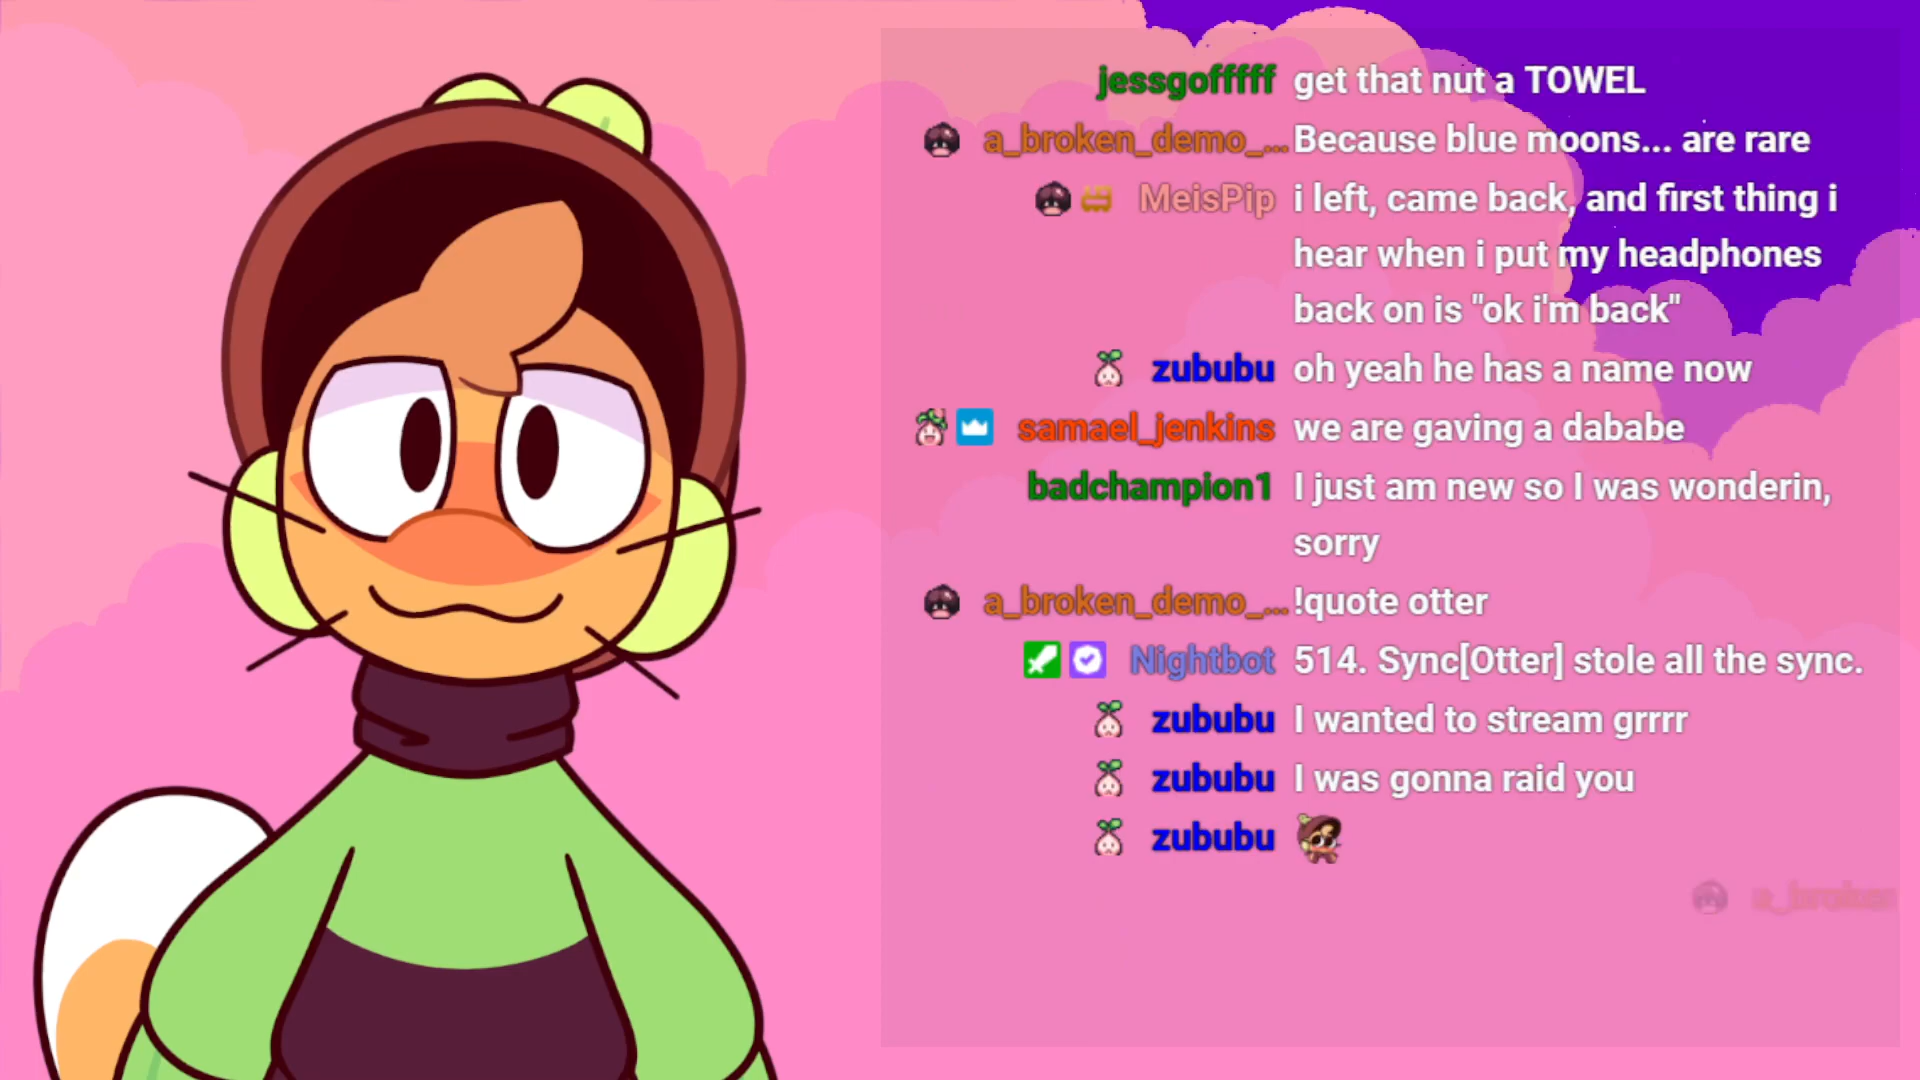 jessgofffff get that nut a TOWEL
a_broken_demo_... Because blue moons... are rare
MeisPip i left, came back, and first thing i
hear when i put my headphones
back on is "ok i'm back"
zububu oh yeah he has a name now
samael_jenkins we are gaving a dababe
badchampion1 I just am new so I was wonderin,
sorry
a_broken_demo_... !quote otter
Nightbot 514. Sync[Otter] stole all the sync.
zububu I wanted to stream grrrr
zububu I was gonna raid you
zububu
a_broken